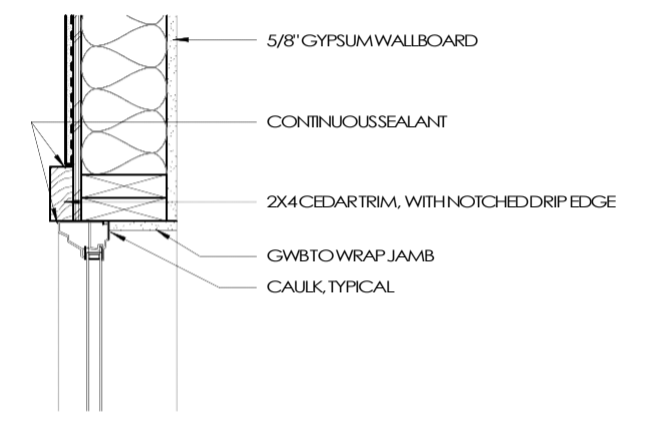 5/8" GYPSUM WALLBOARD
CONTINUOUS SEALANT
2X4 CEDAR TRIM, WITH NOTCHED DRIP EDGE
GWB TO WRAP JAMB
CAULK, TYPICAL